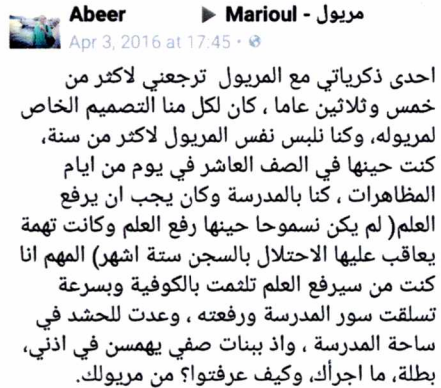 Abeer ▶ Marioul - مريول
Apr 3, 2016 at 17:45 ·
احدى ذكرياتي مع المريول ترجعني لاكثر من
خمس وثلاثين عاما ، كان لكل منا التصميم الخاص
لمريوله، وكنا نلبس نفس المريول لاكثر من سنة،
كنت حينها في الصف العاشر في يوم من ايام
المظاهرات ، كنا بالمدرسة وكان يجب ان يرفع
العلم( لم يكن نسموحا حينها رفع العلم وكانت تهمة
يعاقب عليها الاحتلال بالسجن ستة اشهر) المهم انا
كنت من سيرفع العلم تلثمت بالكوفية وبسرعة
تسلقت سور المدرسة ورفعته ، وعدت للحشد في
ساحة المدرسة ، واذ ببنات صفي يهمسن في اذني،
بطلة، ما اجرأك، وكيف عرفتوا؟ من مريولك.